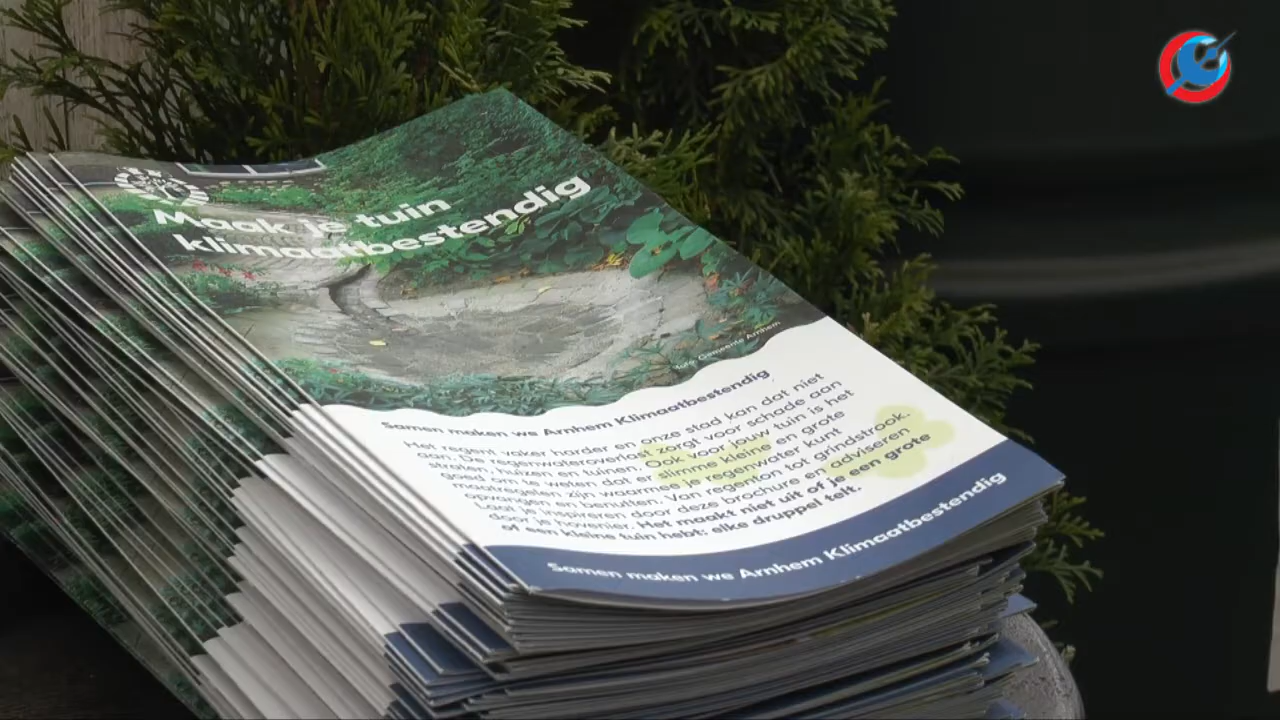 Maak je tuin
klimaatbestendig
foto: Gemeente Arnhem
Samen maken we Arnhem Klimaatbestendig
Het regent vaker harder en onze stad kan dat niet
aan. De regenwateroverlast zorgt voor schade aan
straten, huizen en tuinen. Ook voor jouw tuin is het
goed om te weten dat er slimme kleine en grote
maatregelen zijn waarmee je regenwater kunt
opvangen en benutten. Van regenton tot grindstrook.
Laat je inspireren door deze brochure en adviseren
door je hovenier. Het maakt niet uit of je een grote
of een kleine tuin hebt: elke druppel telt.
Samen maken we Arnhem Klimaatbestendig